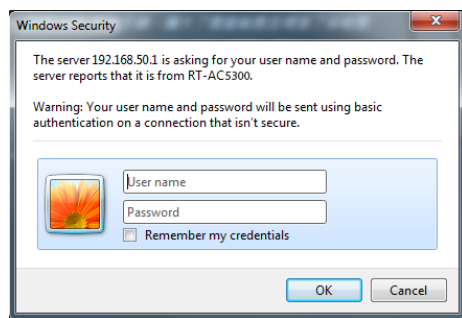 Windows Security
The server 192.168.50.1 is asking for your user name and password. The
server reports that it is from RT-AC5300.
Warning: Your user name and password will be sent using basic
authentication on a connection that isn't secure.
User name
Password
Remember my credentials
OK
Cancel